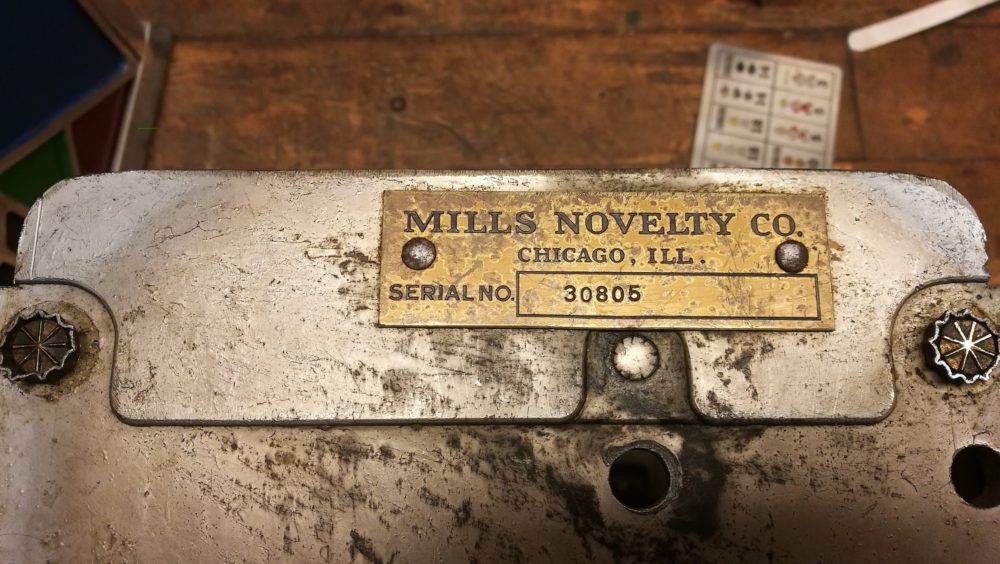 MILLS NOVELTY CO.
CHICAGO, ILL.
SERIAL NO. 30805